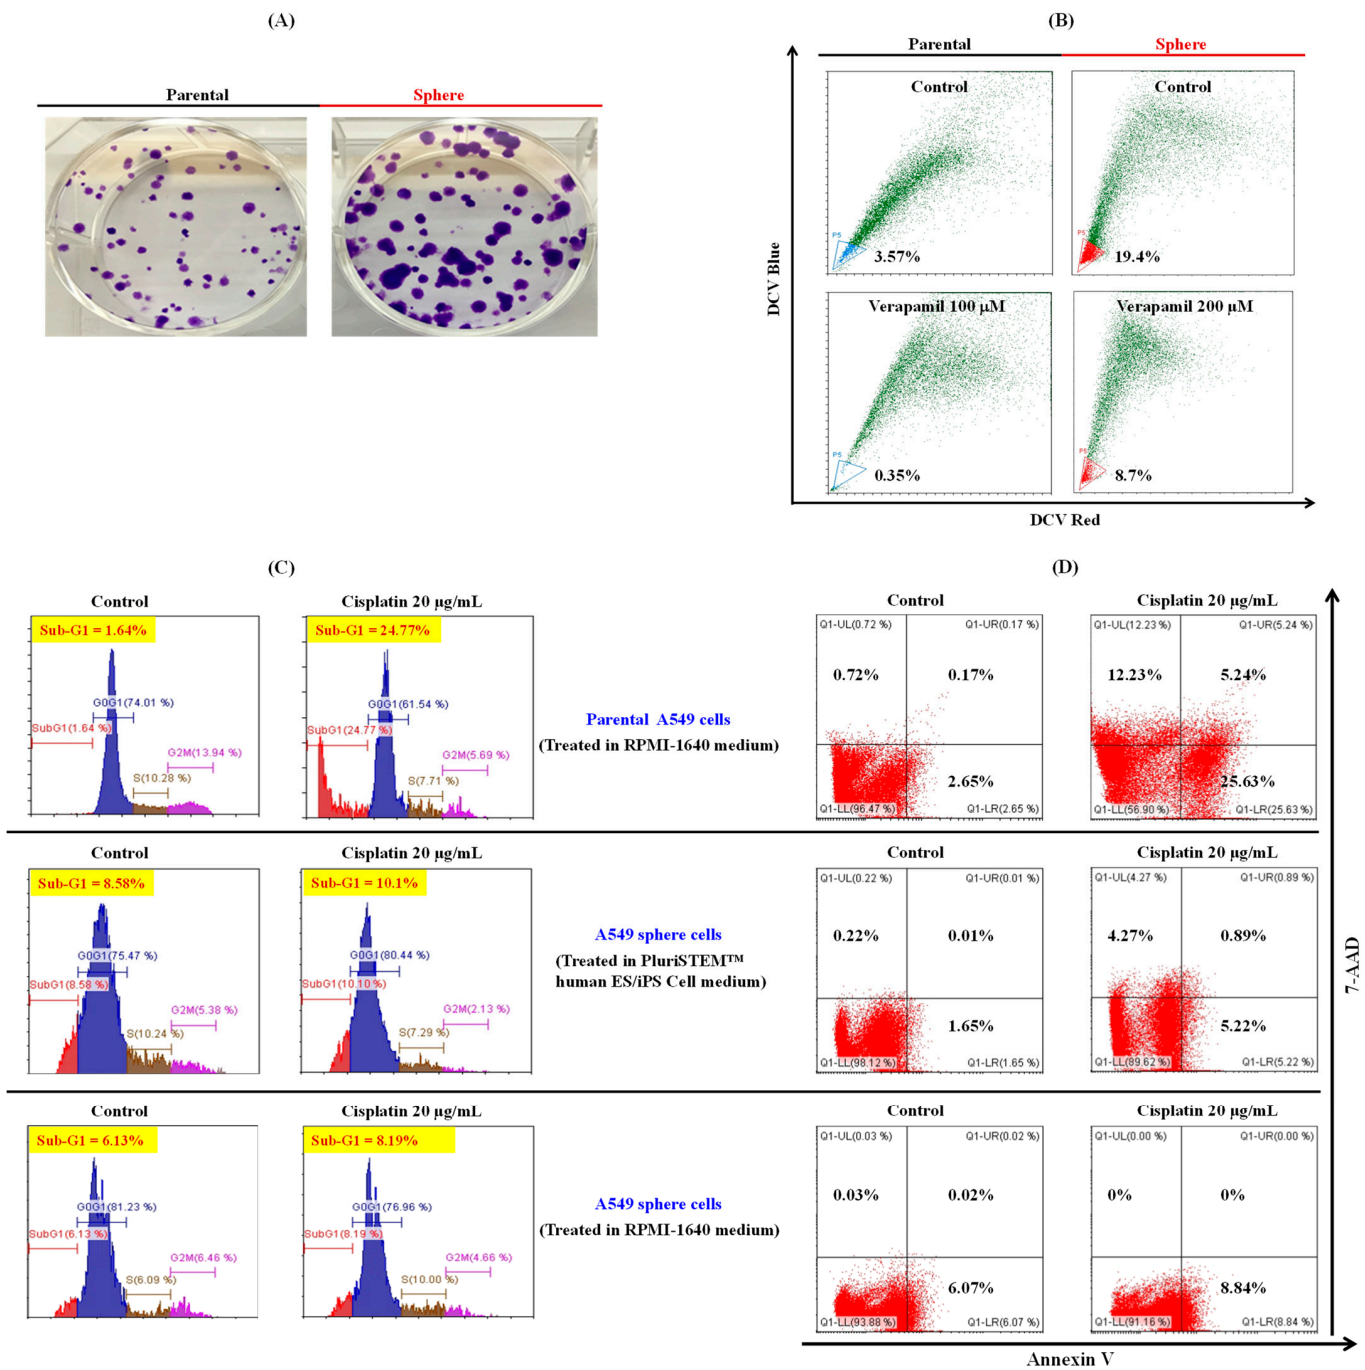 (A)
Parental
Sphere
(B)
Parental
Sphere
Control
P5
3.57%
P5
19.4%
Control
Verapamil 100 µM
P5
0.35%
Verapamil 200 µM
P5
8.7%
DCV Blue
DCV Red
(C)
Control
Sub-G1 = 1.64%
G0G1(74.01 %)
SubG1(1.64 %)
G2M(13.94 %)
S(10.28 %)
Cisplatin 20 µg/mL
Sub-G1 = 24.77%
G0G1(61.54 %)
SubG1(24.77 %)
G2M(5.69 %)
S(7.71 %)
Parental A549 cells
(Treated in RPMI-1640 medium)
Control
Sub-G1 = 8.58%
G0G1(75.47 %)
SubG1(8.58 %)
G2M(5.38 %)
S(10.24 %)
Cisplatin 20 µg/mL
Sub-G1 = 10.1%
G0G1(80.44 %)
SubG1(10.10 %)
G2M(2.13 %)
S(7.29 %)
A549 sphere cells
(Treated in PluriSTEM™
human ES/iPS Cell medium)
Control
Sub-G1 = 6.13%
G0G1(81.23 %)
SubG1(6.13 %)
G2M(6.46 %)
S(6.09 %)
Cisplatin 20 µg/mL
Sub-G1 = 8.19%
G0G1(76.96 %)
SubG1(8.19 %)
G2M(4.66 %)
S(10.00 %)
A549 sphere cells
(Treated in RPMI-1640 medium)
(D)
Control
Q1-UL(0.72 %)
Q1-UR(0.17 %)
0.72%
0.17%
2.65%
Q1-LL(96.47 %)
Q1-LR(2.65 %)
Cisplatin 20 µg/mL
Q1-UL(12.23 %)
Q1-UR(5.24 %)
12.23%
5.24%
25.63%
Q1-LL(56.90 %)
Q1-LR(25.63 %)
Control
Q1-UL(0.22 %)
Q1-UR(0.01 %)
0.22%
0.01%
1.65%
Q1-LL(98.12 %)
Q1-LR(1.65 %)
Cisplatin 20 µg/mL
Q1-UL(4.27 %)
Q1-UR(0.89 %)
4.27%
0.89%
5.22%
Q1-LL(89.62 %)
Q1-LR(5.22 %)
Control
Q1-UL(0.03 %)
Q1-UR(0.02 %)
0.03%
0.02%
6.07%
Q1-LL(93.88 %)
Q1-LR(6.07 %)
Cisplatin 20 µg/mL
Q1-UL(0.00 %)
Q1-UR(0.00 %)
0%
0%
8.84%
Q1-LL(91.16 %)
Q1-LR(8.84 %)
7-AAD
Annexin V